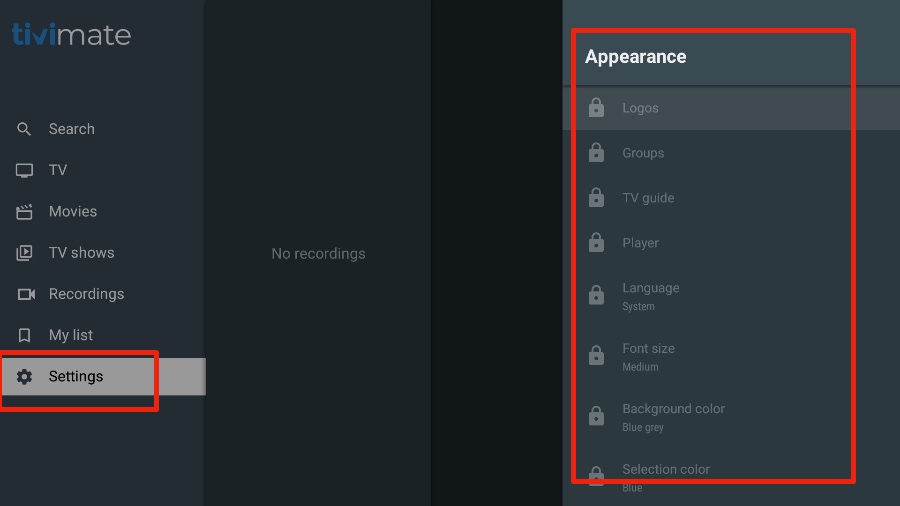 tivimate
Search
TV
Movies
TV shows
Recordings
My list
Settings
No recordings
Appearance
Logos
Groups
TV guide
Player
Language
System
Font size
Medium
Background color
Blue grey
Selection color
Blue